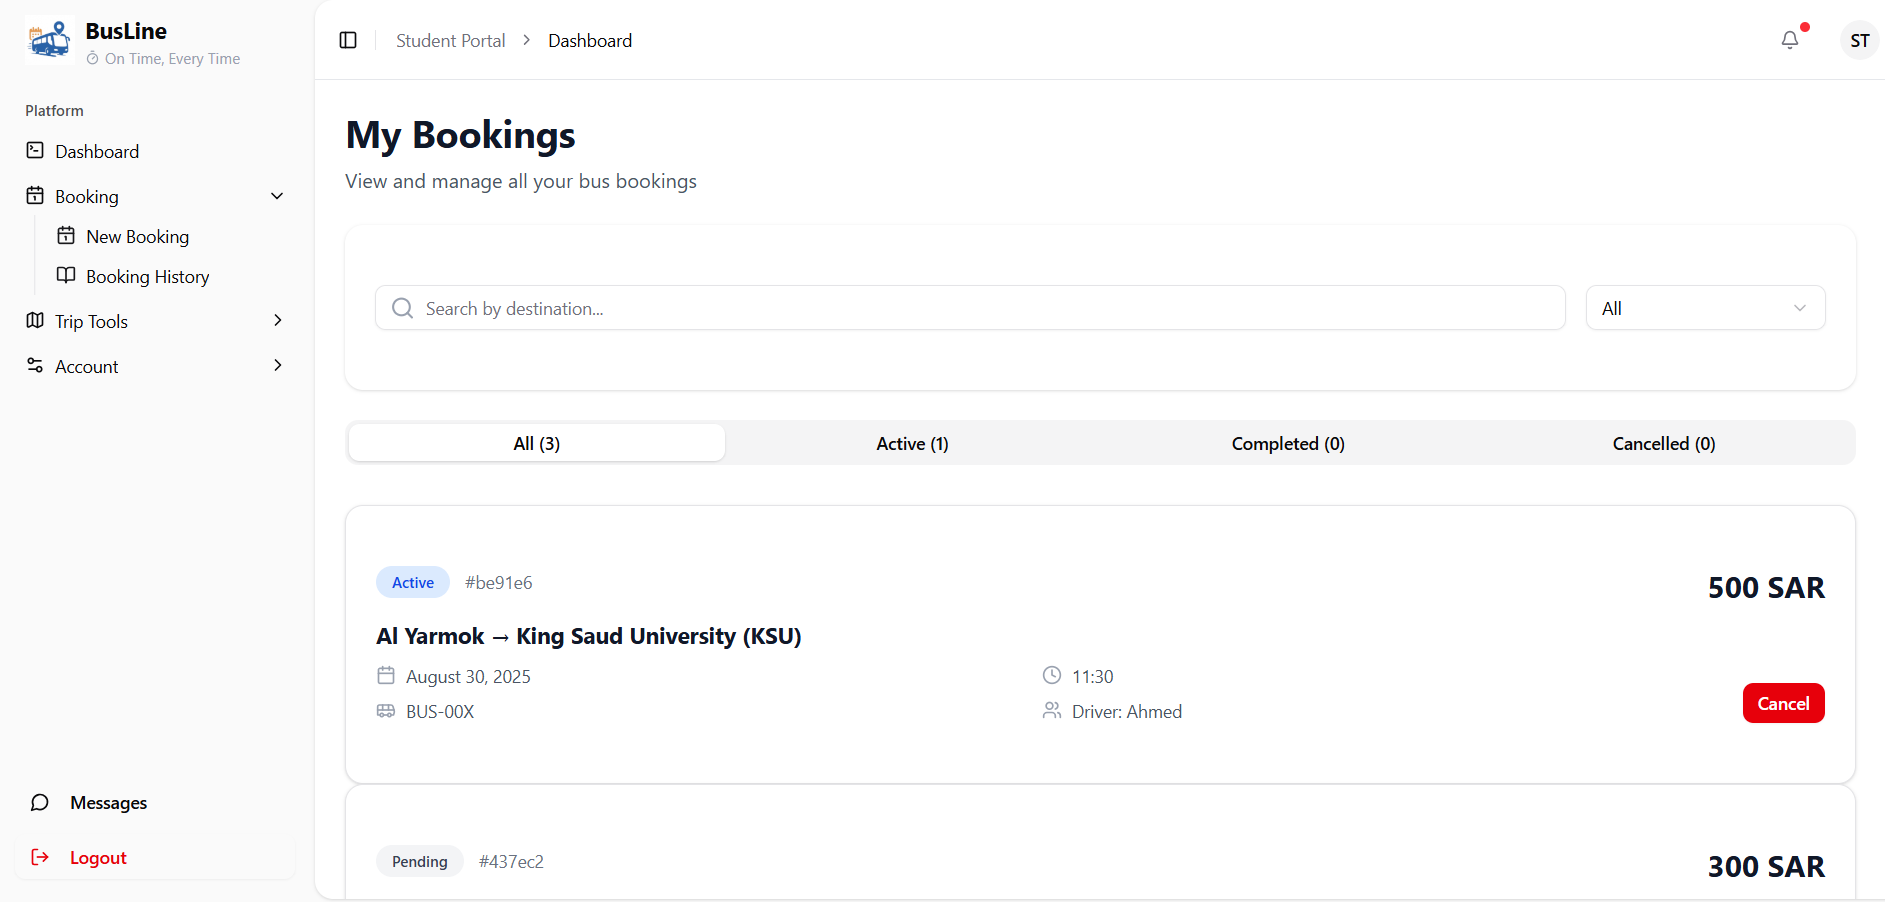 BusLine
On Time, Every Time
Platform
Dashboard
Booking
New Booking
Booking History
Trip Tools
Account
Messages
Logout
Student Portal > Dashboard
ST
My Bookings
View and manage all your bus bookings
Search by destination...
All
All (3)
Active (1)
Completed (0)
Cancelled (0)
Active #be91e6
500 SAR
Al Yarmok → King Saud University (KSU)
August 30, 2025
11:30
BUS-00X
Driver: Ahmed
Cancel
Pending #437ec2
300 SAR